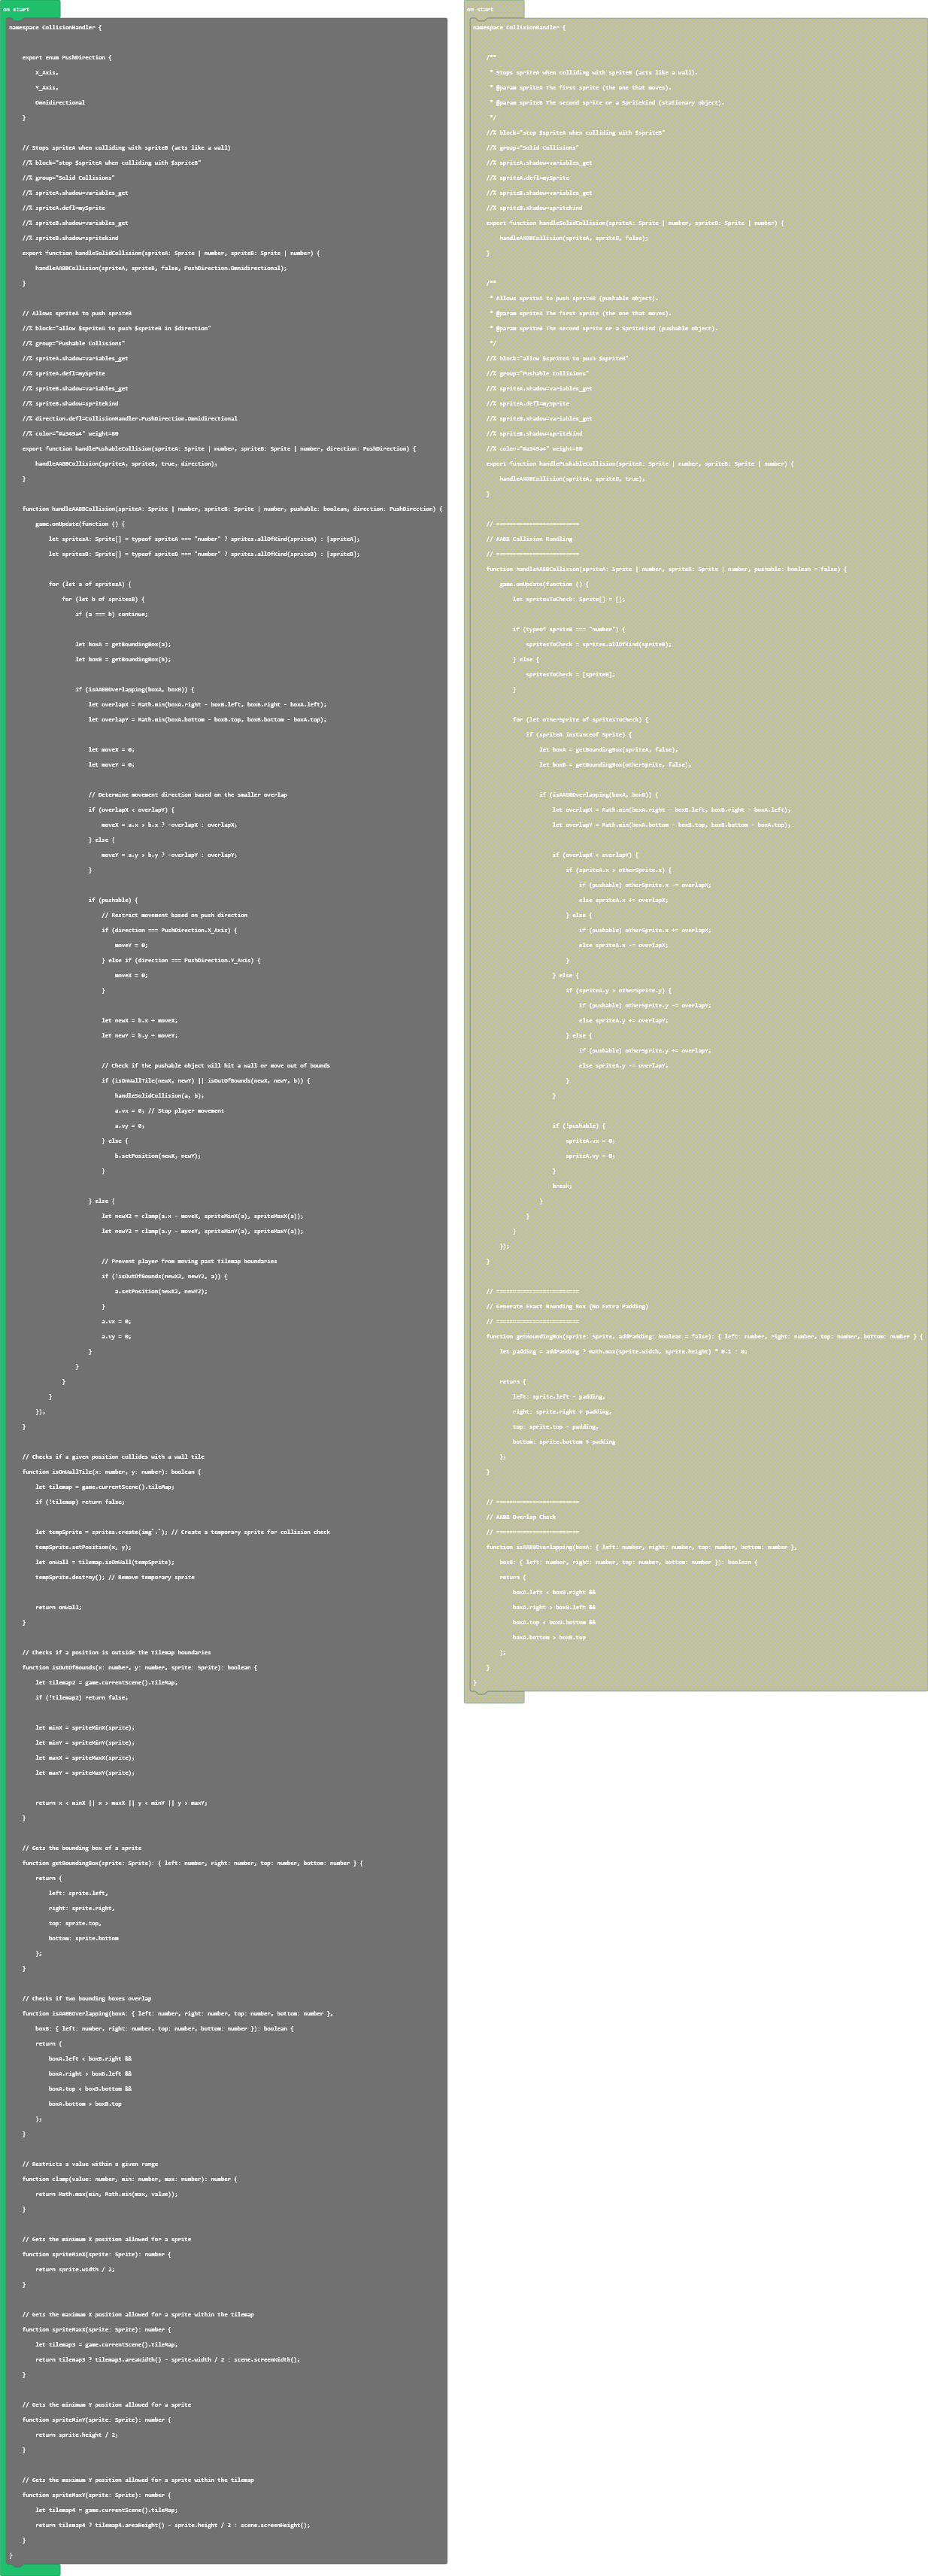 on start
namespace CollisionHandler {
export enum PushDirection {
X_Axis,
Y_Axis,
Omnidirectional
}
// Stops spriteA when colliding with spriteB (acts like a wall)
//% block="stop $spriteA when colliding with $spriteB"
//% group="Solid Collisions"
//% spriteA.shadow=variables_get
//% spriteA.defl=mySprite
//% spriteB.shadow=variables_get
//% spriteB.shadow=spritekind
export function handleSolidCollision(spriteA: Sprite | number, spriteB: Sprite | number) {
handleAABBCollision(spriteA, spriteB, false, PushDirection.Omnidirectional);
}
// Allows spriteA to push spriteB
//% block="allow $spriteA to push $spriteB in $direction"
//% group="Pushable Collisions"
//% spriteA.shadow=variables_get
//% spriteA.defl=mySprite
//% spriteB.shadow=variables_get
//% spriteB.shadow=spritekind
//% direction.defl=CollisionHandler.PushDirection.Omnidirectional
//% color="#a349a4" weight=80
export function handlePushableCollision(spriteA: Sprite | number, spriteB: Sprite | number, direction: PushDirection) {
handleAABBCollision(spriteA, spriteB, true, direction);
}
function handleAABBCollision(spriteA: Sprite | number, spriteB: Sprite | number, pushable: boolean, direction: PushDirection) {
game.onUpdate(function () {
let spritesA: Sprite[] = typeof spriteA === "number" ? sprites.allOfKind(spriteA) : [spriteA];
let spritesB: Sprite[] = typeof spriteB === "number" ? sprites.allOfKind(spriteB) : [spriteB];
for (let a of spritesA) {
for (let b of spritesB) {
if (a === b) continue;
let boxA = getBoundingBox(a);
let boxB = getBoundingBox(b);
if (isAABBOverlapping(boxA, boxB)) {
let overlapX = Math.min(boxA.right - boxB.left, boxB.right - boxA.left);
let overlapY = Math.min(boxA.bottom - boxB.top, boxB.bottom - boxA.top);
let moveX = 0;
let moveY = 0;
// Determine movement direction based on the smaller overlap
if (overlapX < overlapY) {
moveX = a.x > b.x ? -overlapX : overlapX;
} else {
moveY = a.y > b.y ? -overlapY : overlapY;
}
if (pushable) {
// Restrict movement based on push direction
if (direction === PushDirection.X_Axis) {
moveY = 0;
} else if (direction === PushDirection.Y_Axis) {
moveX = 0;
}
let newX = b.x + moveX;
let newY = b.y + moveY;
// Check if the pushable object will hit a wall or move out of bounds
if (isOnWallTile(newX, newY) || isOutOfBounds(newX, newY, b)) {
handleSolidCollision(a, b);
a.vx = 0; // Stop player movement
a.vy = 0;
} else {
b.setPosition(newX, newY);
}
} else {
let newX2 = clamp(a.x - moveX, spriteMinX(a), spriteMaxX(a));
let newY2 = clamp(a.y - moveY, spriteMinY(a), spriteMaxY(a));
// Prevent player from moving past tilemap boundaries
if (!isOutOfBounds(newX2, newY2, a)) {
a.setPosition(newX2, newY2);
}
a.vx = 0;
a.vy = 0;
}
}
}
}
});
}
// Checks if a given position collides with a wall tile
function isOnWallTile(x: number, y: number): boolean {
let tilemap = game.currentScene().tileMap;
if (!tilemap) return false;
let tempSprite = sprites.create(img`.`); // Create a temporary sprite for collision check
tempSprite.setPosition(x, y);
let onWall = tilemap.isOnWall(tempSprite);
tempSprite.destroy(); // Remove temporary sprite
return onWall;
}
// Checks if a position is outside the tilemap boundaries
function isOutOfBounds(x: number, y: number, sprite: Sprite): boolean {
let tilemap2 = game.currentScene().tileMap;
if (!tilemap2) return false;
let minX = spriteMinX(sprite);
let minY = spriteMinY(sprite);
let maxX = spriteMaxX(sprite);
let maxY = spriteMaxY(sprite);
return x < minX || x > maxX || y < minY || y > maxY;
}
// Gets the bounding box of a sprite
function getBoundingBox(sprite: Sprite): { left: number, right: number, top: number, bottom: number } {
return {
left: sprite.left,
right: sprite.right,
top: sprite.top,
bottom: sprite.bottom
};
}
// Checks if two bounding boxes overlap
function isAABBOverlapping(boxA: { left: number, right: number, top: number, bottom: number },
boxB: { left: number, right: number, top: number, bottom: number }): boolean {
return (
boxA.left < boxB.right &&
boxA.right > boxB.left &&
boxA.top < boxB.bottom &&
boxA.bottom > boxB.top
);
}
// Restricts a value within a given range
function clamp(value: number, min: number, max: number): number {
return Math.max(min, Math.min(max, value));
}
// Gets the minimum X position allowed for a sprite
function spriteMinX(sprite: Sprite): number {
return sprite.width / 2;
}
// Gets the maximum X position allowed for a sprite within the tilemap
function spriteMaxX(sprite: Sprite): number {
let tilemap3 = game.currentScene().tileMap;
return tilemap3 ? tilemap3.areaWidth() - sprite.width / 2 : scene.screenWidth();
}
// Gets the minimum Y position allowed for a sprite
function spriteMinY(sprite: Sprite): number {
return sprite.height / 2;
}
// Gets the maximum Y position allowed for a sprite within the tilemap
function spriteMaxY(sprite: Sprite): number {
let tilemap4 = game.currentScene().tileMap;
return tilemap4 ? tilemap4.areaHeight() - sprite.height / 2 : scene.screenHeight();
}
}
on start
namespace CollisionHandler {
/**
* Stops spriteA when colliding with spriteB (acts like a wall).
* @param spriteA The first sprite (the one that moves).
* @param spriteB The second sprite or a SpriteKind (stationary object).
*/
//% block="stop $spriteA when colliding with $spriteB"
//% group="Solid Collisions"
//% spriteA.shadow=variables_get
//% spriteA.defl=mySprite
//% spriteB.shadow=variables_get
//% spriteB.shadow=spritekind
export function handleSolidCollision(spriteA: Sprite | number, spriteB: Sprite | number) {
handleAABBCollision(spriteA, spriteB, false);
}
/**
* Allows spriteA to push spriteB (pushable object).
* @param spriteA The first sprite (the one that moves).
* @param spriteB The second sprite or a SpriteKind (pushable object).
*/
//% block="allow $spriteA to push $spriteB"
//% group="Pushable Collisions"
//% spriteA.shadow=variables_get
//% spriteA.defl=mySprite
//% spriteB.shadow=variables_get
//% spriteB.shadow=spritekind
//% color="#a349a4" weight=80
export function handlePushableCollision(spriteA: Sprite | number, spriteB: Sprite | number) {
handleAABBCollision(spriteA, spriteB, true);
}
// =========================
// AABB Collision Handling
// =========================
function handleAABBCollision(spriteA: Sprite | number, spriteB: Sprite | number, pushable: boolean = false) {
game.onUpdate(function () {
let spritesToCheck: Sprite[] = [];
if (typeof spriteB === "number") {
spritesToCheck = sprites.allOfKind(spriteB);
} else {
spritesToCheck = [spriteB];
}
for (let otherSprite of spritesToCheck) {
if (spriteA instanceof Sprite) {
let boxA = getBoundingBox(spriteA, false);
let boxB = getBoundingBox(otherSprite, false);
if (isAABBOverlapping(boxA, boxB)) {
let overlapX = Math.min(boxA.right - boxB.left, boxB.right - boxA.left);
let overlapY = Math.min(boxA.bottom - boxB.top, boxB.bottom - boxA.top);
if (overlapX < overlapY) {
if (spriteA.x > otherSprite.x) {
if (pushable) otherSprite.x -= overlapX;
else spriteA.x += overlapX;
} else {
if (pushable) otherSprite.x += overlapX;
else spriteA.x -= overlapX;
}
} else {
if (spriteA.y > otherSprite.y) {
if (pushable) otherSprite.y -= overlapY;
else spriteA.y += overlapY;
} else {
if (pushable) otherSprite.y += overlapY;
else spriteA.y -= overlapY;
}
}
if (!pushable) {
spriteA.vx = 0;
spriteA.vy = 0;
}
break;
}
}
}
});
}
// =========================
// Generate Exact Bounding Box (No Extra Padding)
// =========================
function getBoundingBox(sprite: Sprite, addPadding: boolean = false): { left: number, right: number, top: number, bottom: number } {
let padding = addPadding ? Math.max(sprite.width, sprite.height) * 0.1 : 0;
return {
left: sprite.left - padding,
right: sprite.right + padding,
top: sprite.top - padding,
bottom: sprite.bottom + padding
};
}
// =========================
// AABB Overlap Check
// =========================
function isAABBOverlapping(boxA: { left: number, right: number, top: number, bottom: number },
boxB: { left: number, right: number, top: number, bottom: number }): boolean {
return (
boxA.left < boxB.right &&
boxA.right > boxB.left &&
boxA.top < boxB.bottom &&
boxA.bottom > boxB.top
);
}
}